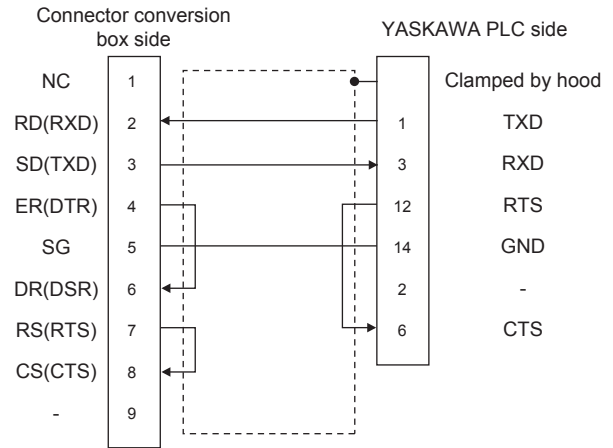 Connector conversion
box side
YASKAWA PLC side
NC 1 Clamped by hood
RD(RXD) 2 1 TXD
SD(TXD) 3 3 RXD
ER(DTR) 4 12 RTS
SG 5 14 GND
DR(DSR) 6 2 -
RS(RTS) 7 6 CTS
CS(CTS) 8
- 9